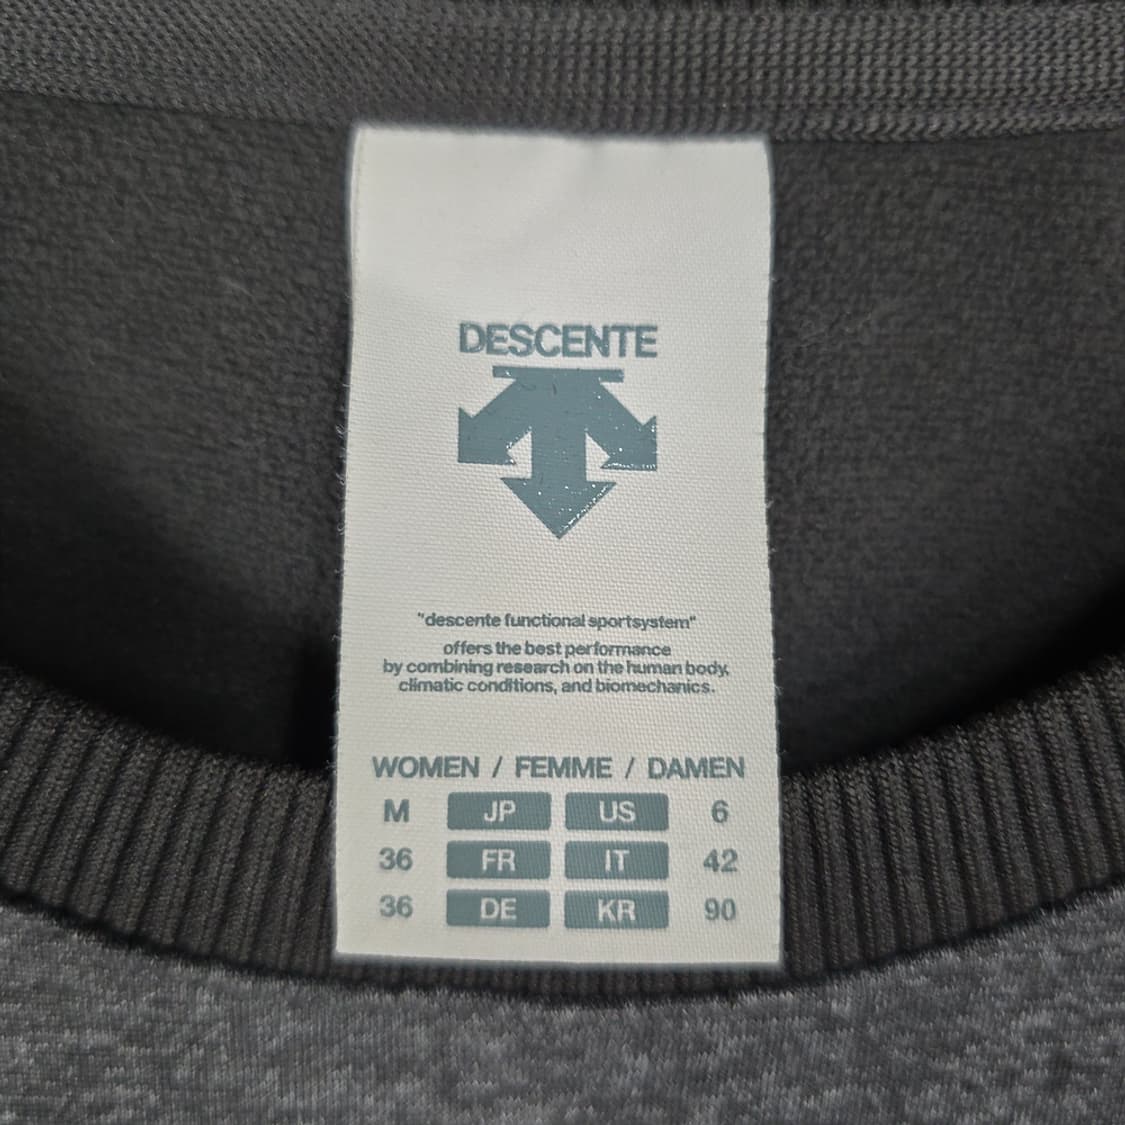 DESCENTE
"descente functional sportsystem"
offers the best performance
by combining research on the human body,
climatic conditions, and biomechanics.
WOMEN / FEMME / DAMEN
M JP US 6
36 FR IT 42
36 DE KR 90